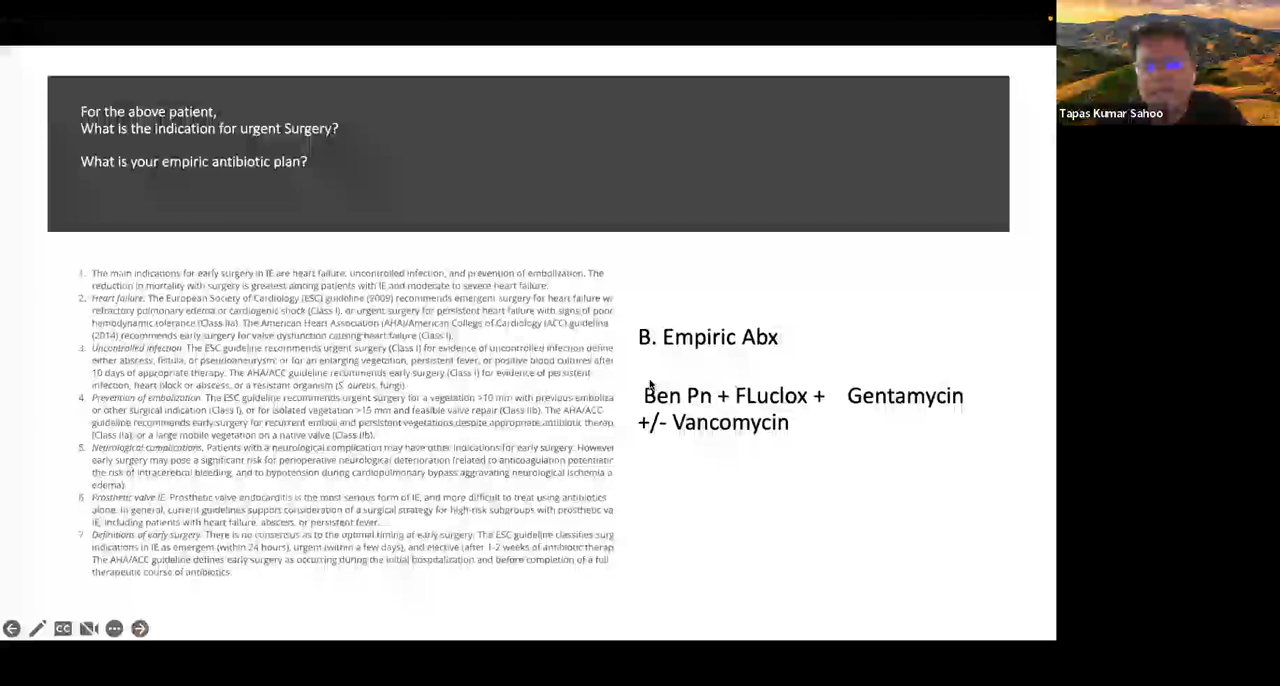 For the above patient,
What is the indication for urgent Surgery?
What is your empiric antibiotic plan?
Tapas Kumar Sahoo
1. The main indications for early surgery in IE are heart failure, uncontrolled infection, and prevention of embolization. The
reduction in mortality with surgery is greatest among patients with IE and moderate to severe heart failure.
2. Heart failure. The European Society of Cardiology (ESC) guideline (2009) recommends emergent surgery for heart failure w
refractory pulmonary edema or cardiogenic shock (Class I), or urgent surgery for persistent heart failure with signs of poor
hemodynamic tolerance (Class IIa). The American Heart Association (AHA)/American College of Cardiology (ACC) guideline
(2014) recommends early surgery for valve dysfunction causing heart failure (Class I).
3. Uncontrolled infection. The ESC guideline recommends urgent surgery (Class I) for evidence of uncontrolled infection define
either abscess, fistula, or pseudoaneurysm; or for an enlarging vegetation, persistent fever, or positive blood cultures after
10 days of appropriate therapy. The AHA/ACC guideline recommends early surgery (Class I) for evidence of persistent
infection, heart block or abscess, or a resistant organism (S. aureus, fungi).
4. Prevention of embolization. The ESC guideline recommends urgent surgery for a vegetation >10 mm with previous emboliza
or other surgical indication (Class I), or for isolated vegetation >15 mm and feasible valve repair (Class IIb). The AHA/ACC
guideline recommends early surgery for recurrent emboli and persistent vegetations despite appropriate antibiotic therap
(Class IIa), or a large mobile vegetation on a native valve (Class IIb).
5. Neurological complications. Patients with a neurological complication may have other indications for early surgery. However
early surgery may pose a significant risk for perioperative neurological deterioration (related to anticoagulation potentiatir
the risk of intracerebral bleeding, and to hypotension during cardiopulmonary bypass aggravating neurological ischemia o
edema).
6. Prosthetic valve IE. Prosthetic valve endocarditis is the most serious form of IE, and more difficult to treat using antibiotics
alone. In general, current guidelines support consideration of a surgical strategy for high-risk subgroups with prosthetic va
IE, including patients with heart failure, abscess, or persistent fever.
7. Definitions of early surgery. There is no consensus as to the optimal timing of early surgery. The ESC guideline classifies surg
indications in IE as emergent (within 24 hours), urgent (within a few days), and elective (after 1-2 weeks of antibiotic therap
The AHA/ACC guideline defines early surgery as occurring during the initial hospitalization and before completion of a full
therapeutic course of antibiotics.
B. Empiric Abx
Ben Pn + FLuclox + Gentamycin
+/- Vancomycin
CC